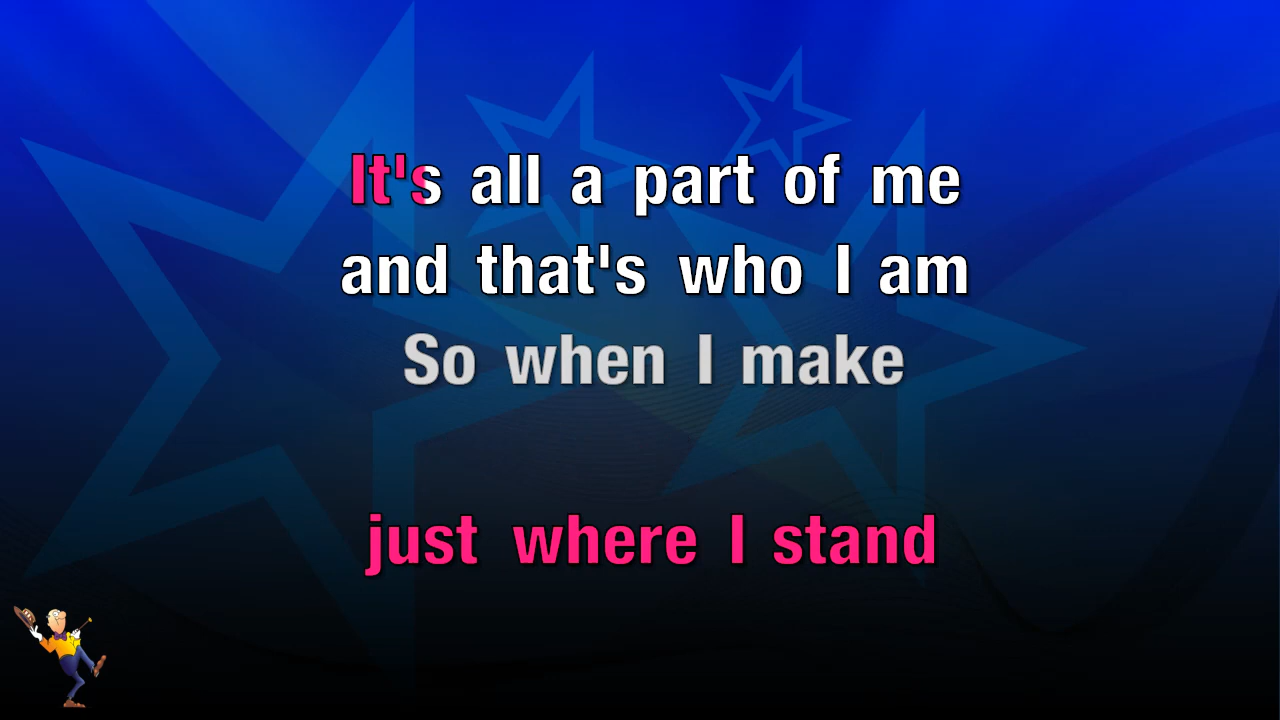 It's all a part of me
and that's who I am
So when I make
just where I stand